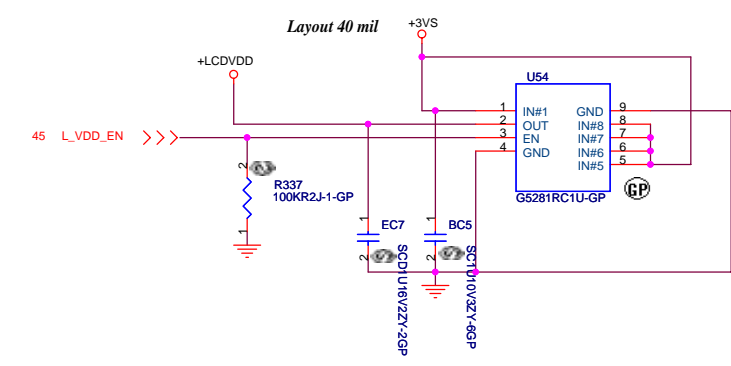 Layout 40 mil
+3VS
+LCDVDD
U54
1 IN#1 GND 9
2 OUT IN#8 8
3 EN IN#7 7
4 GND IN#6 6
IN#5 5
45 L_VDD_EN
G5281RC1U-GP
GP
2
R337
100KR2J-1-GP
1
1
EC7
2
SCD1U16V2ZY-2GP
1
BC5
2
SC1U10V3ZY-6GP